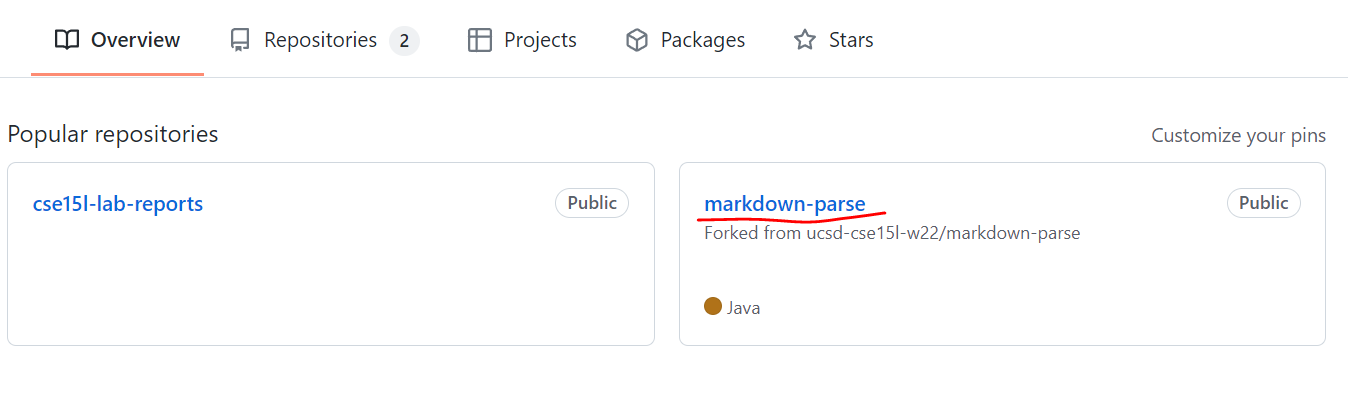 Overview Repositories 2 Projects Packages Stars
Popular repositories Customize your pins
cse15l-lab-reports Public
markdown-parse Public
Forked from ucsd-cse15l-w22/markdown-parse
Java